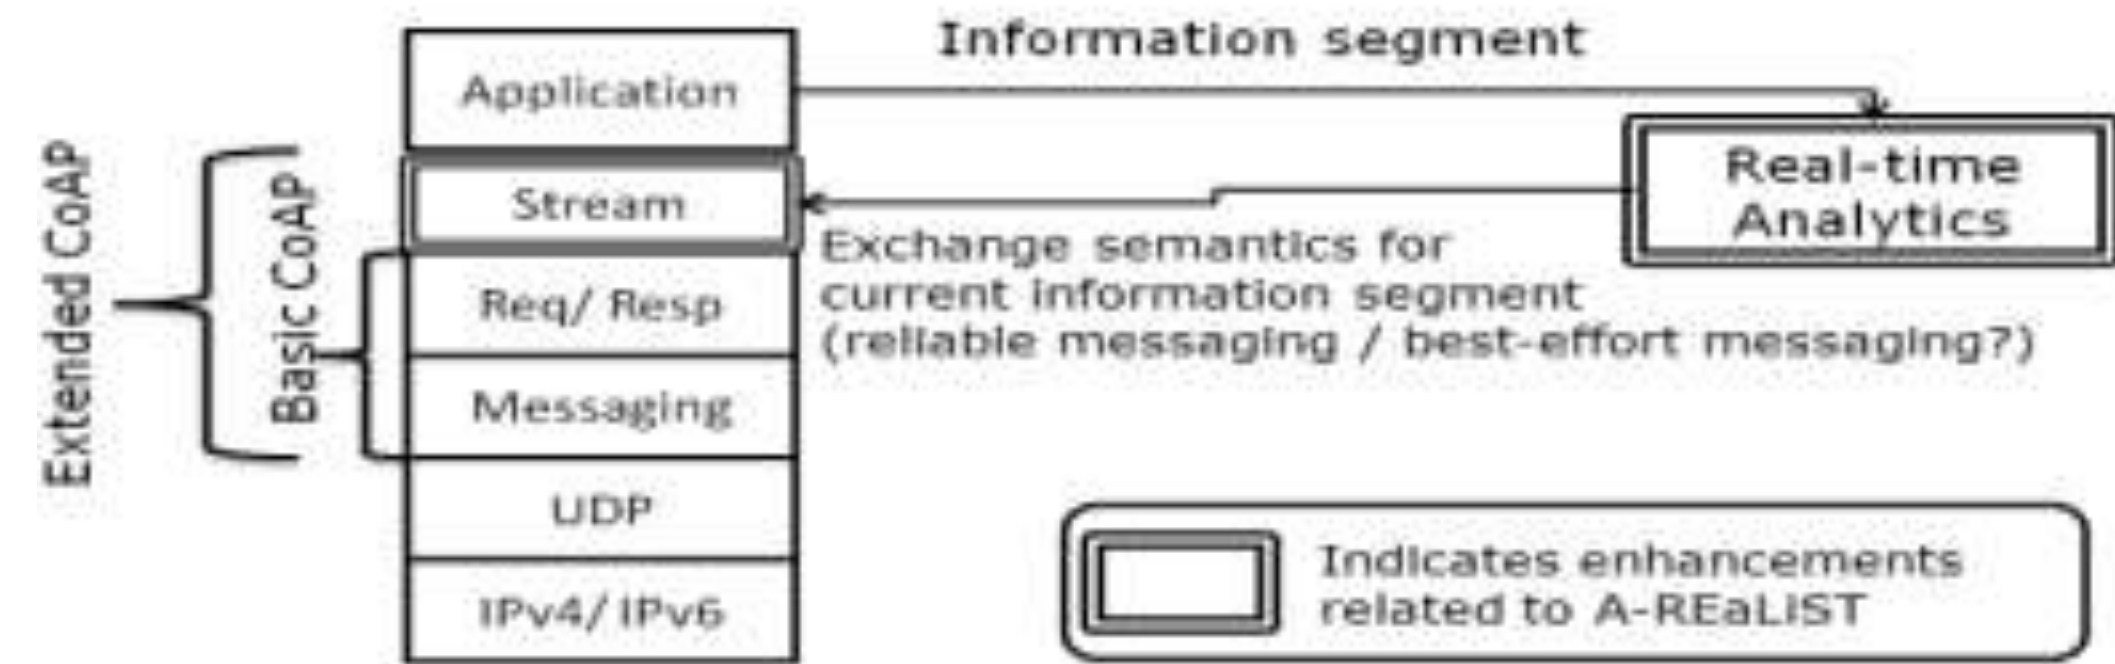 Information segment
Application
Real-time
Analytics
Stream
Exchange semantics for
current information segment
(reliable messaging / best-effort messaging?)
Req/ Resp
Messaging
UDP
IPv4/ IPv6
Extended CoAP
Basic CoAP
Indicates enhancements
related to A-REaLiST